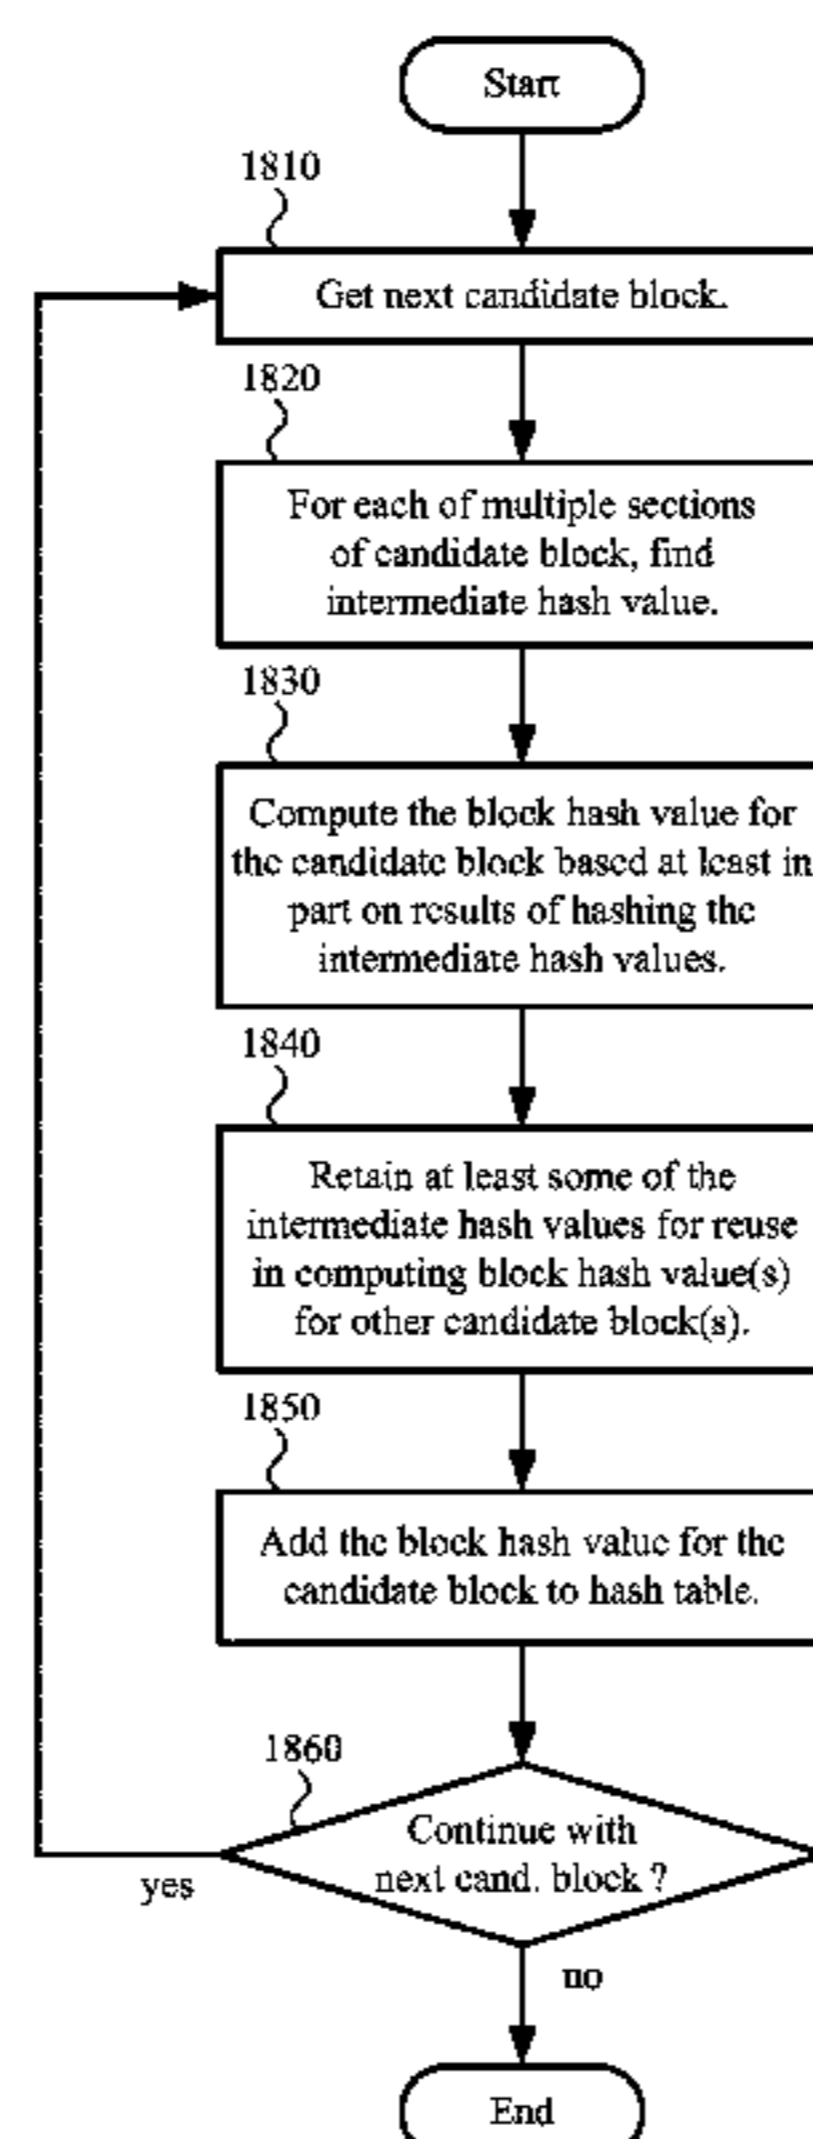 Start
1810
Get next candidate block.
1820
For each of multiple sections
of candidate block, find
intermediate hash value.
1830
Compute the block hash value for
the candidate block based at least in
part on results of hashing the
intermediate hash values.
1840
Retain at least some of the
intermediate hash values for reuse
in computing block hash value(s)
for other candidate block(s).
1850
Add the block hash value for the
candidate block to hash table.
1860
Continue with
next cand. block ?
yes
no
End